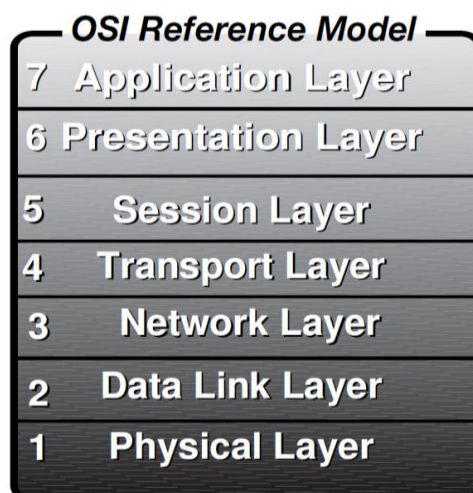 OSI Reference Model
7 Application Layer
6 Presentation Layer
5 Session Layer
4 Transport Layer
3 Network Layer
2 Data Link Layer
1 Physical Layer